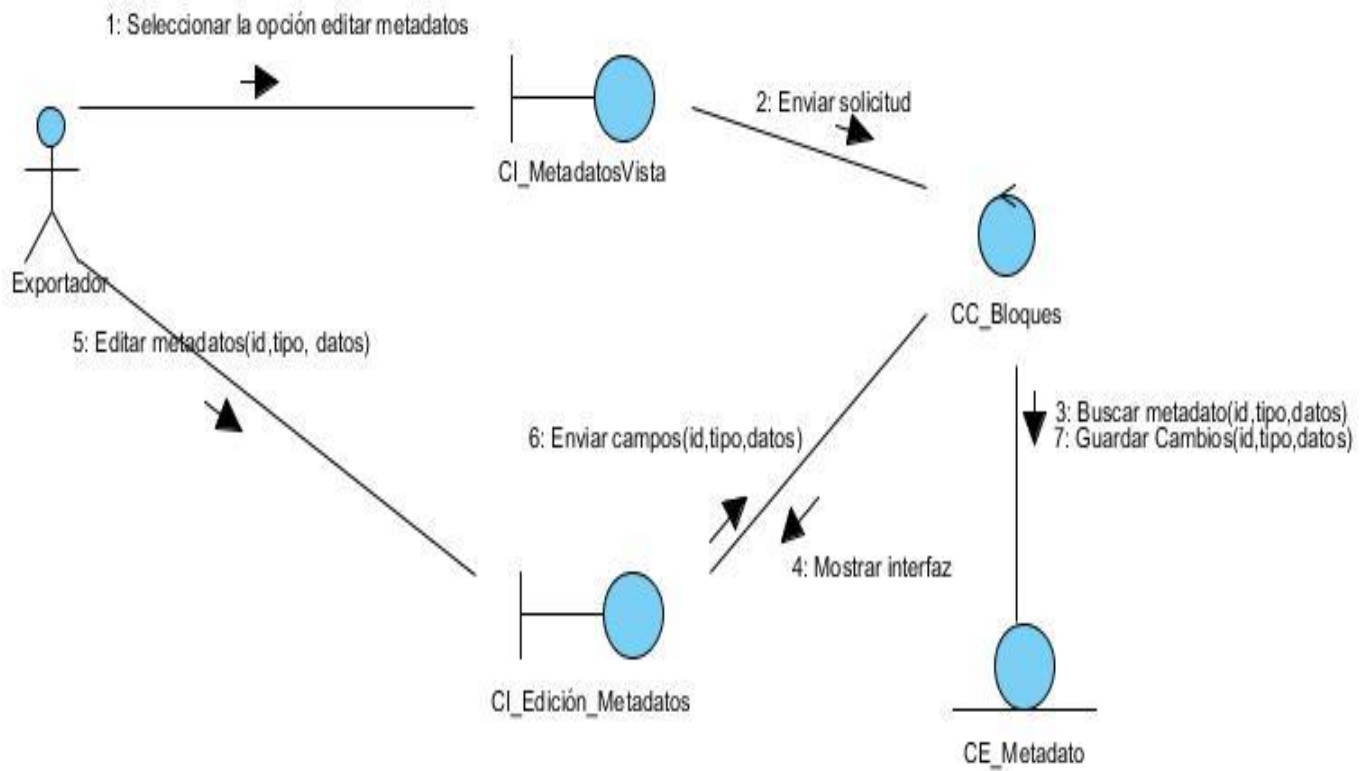 1: Seleccionar la opción editar metadatos
2: Enviar solicitud
CI_MetadatosVista
Exportador
CC_Bloques
5: Editar metadatos(id,tipo, datos)
3: Buscar metadato(id,tipo,datos)
7: Guardar Cambios(id,tipo,datos)
6: Enviar campos(id,tipo,datos)
4: Mostrar interfaz
CI_Edición_Metadatos
CE_Metadato